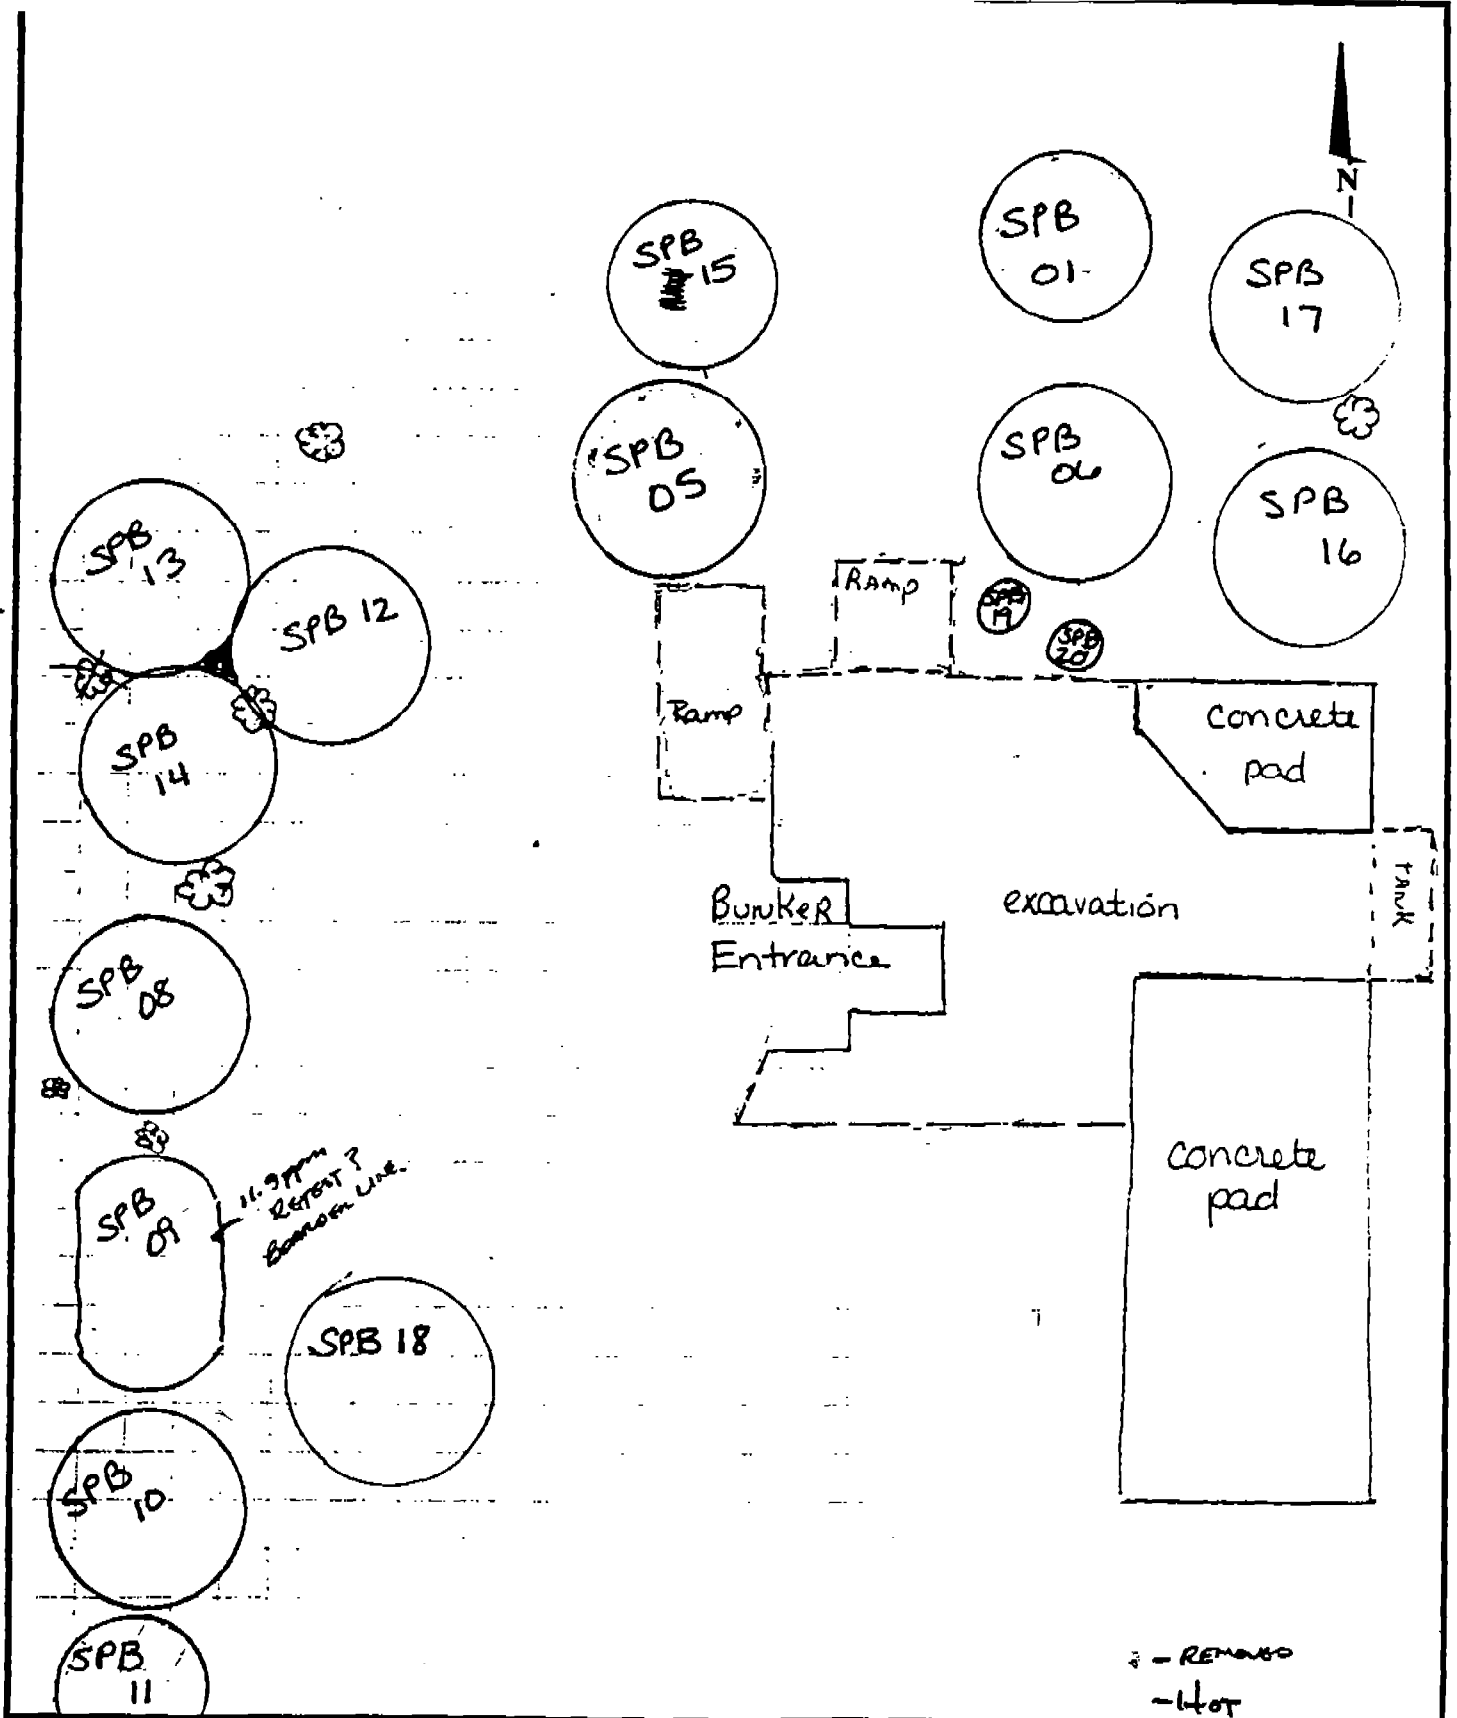 N
SPB
01
SPB
15
SPB
17
SPB
05
SPB
06
SPB
16
SPB
13
SPB 12
RAMP
SPB
19
SPB
20
Ramp
concrete
pad
SPB
14
TANK
BUNKER
Entrance
excavation
SPB
08
11.9ppm
RETEST?
BOARDER LINE.
SPB
09
concrete
pad
SPB 18
SPB
10
SPB
11
- REMOVED
- HOT